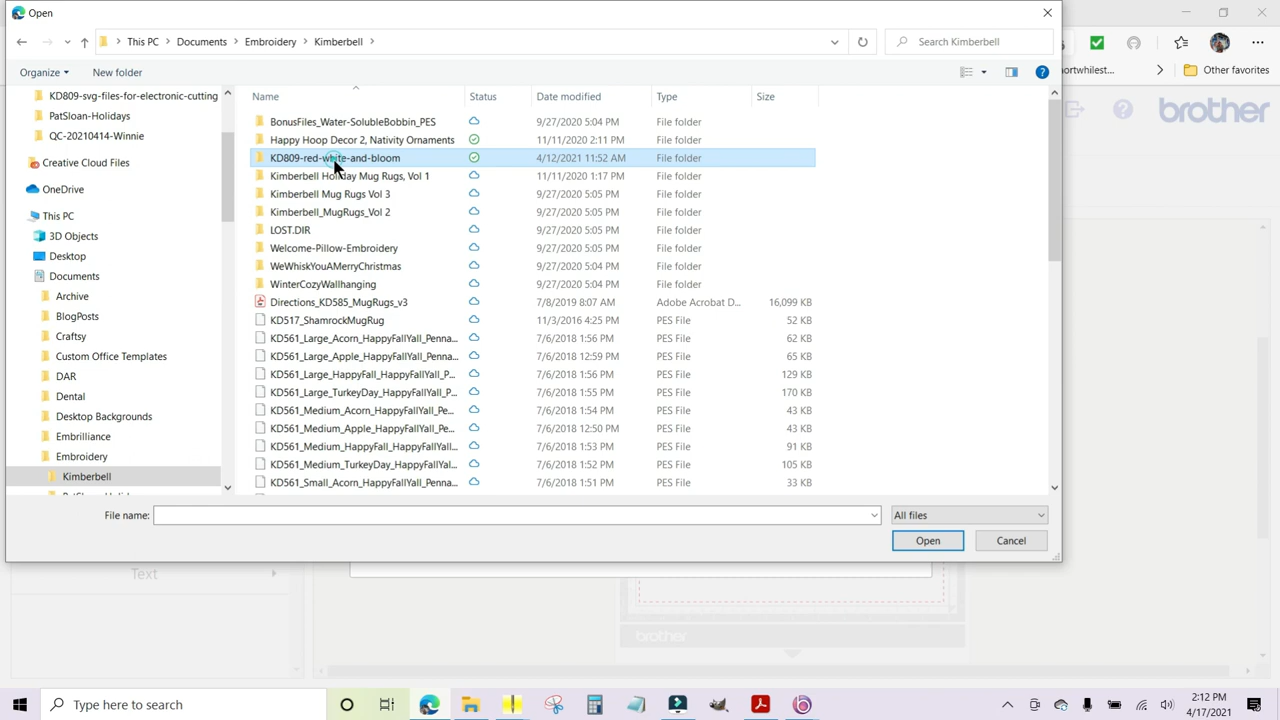 Open
This PC > Documents > Embroidery > Kimberbell >
Search Kimberbell
Organize
New folder
Other favorites
brother
Name Status Date modified Type Size
KD809-svg-files-for-electronic-cutting
PatSloan-Holidays
QC-20210414-Winnie
Creative Cloud Files
OneDrive
This PC
3D Objects
Desktop
Documents
Archive
BlogPosts
Craftsy
Custom Office Templates
DAR
Dental
Desktop Backgrounds
Embrilliance
Embroidery
Kimberbell
BonusFiles_Water-SolubleBobbin_PES 9/27/2020 5:04 PM File folder
Happy Hoop Decor 2, Nativity Ornaments 11/11/2020 2:11 PM File folder
KD809-red-white-and-bloom 4/12/2021 11:52 AM File folder
Kimberbell Holiday Mug Rugs, Vol 1 11/11/2020 1:17 PM File folder
Kimberbell Mug Rugs Vol 3 9/27/2020 5:05 PM File folder
Kimberbell_MugRugs_Vol 2 9/27/2020 5:05 PM File folder
LOST.DIR 9/27/2020 5:05 PM File folder
Welcome-Pillow-Embroidery 9/27/2020 5:05 PM File folder
WeWhiskYouAMerryChristmas 9/27/2020 5:04 PM File folder
WinterCozyWallhanging 9/27/2020 5:04 PM File folder
Directions_KD585_MugRugs_v3 7/8/2019 8:07 AM Adobe Acrobat D... 16,099 KB
KD517_ShamrockMugRug 11/3/2016 4:25 PM PES File 52 KB
KD561_Large_Acorn_HappyFallYall_Penna... 7/6/2018 1:56 PM PES File 62 KB
KD561_Large_Apple_HappyFallYall_Penna... 7/6/2018 12:59 PM PES File 65 KB
KD561_Large_HappyFall_HappyFallYall_P... 7/6/2018 1:56 PM PES File 129 KB
KD561_Large_TurkeyDay_HappyFallYall_P... 7/6/2018 1:55 PM PES File 170 KB
KD561_Medium_Acorn_HappyFallYall_Pe... 7/6/2018 1:54 PM PES File 43 KB
KD561_Medium_Apple_HappyFallYall_Pe... 7/6/2018 12:50 PM PES File 43 KB
KD561_Medium_HappyFall_HappyFallYall... 7/6/2018 1:53 PM PES File 91 KB
KD561_Medium_TurkeyDay_HappyFallYal... 7/6/2018 1:52 PM PES File 105 KB
KD561_Small_Acorn_HappyFallYall_Penna... 7/6/2018 1:51 PM PES File 33 KB
File name:
All files
Open
Cancel
Text
brother
Type here to search
2:12 PM
4/17/2021